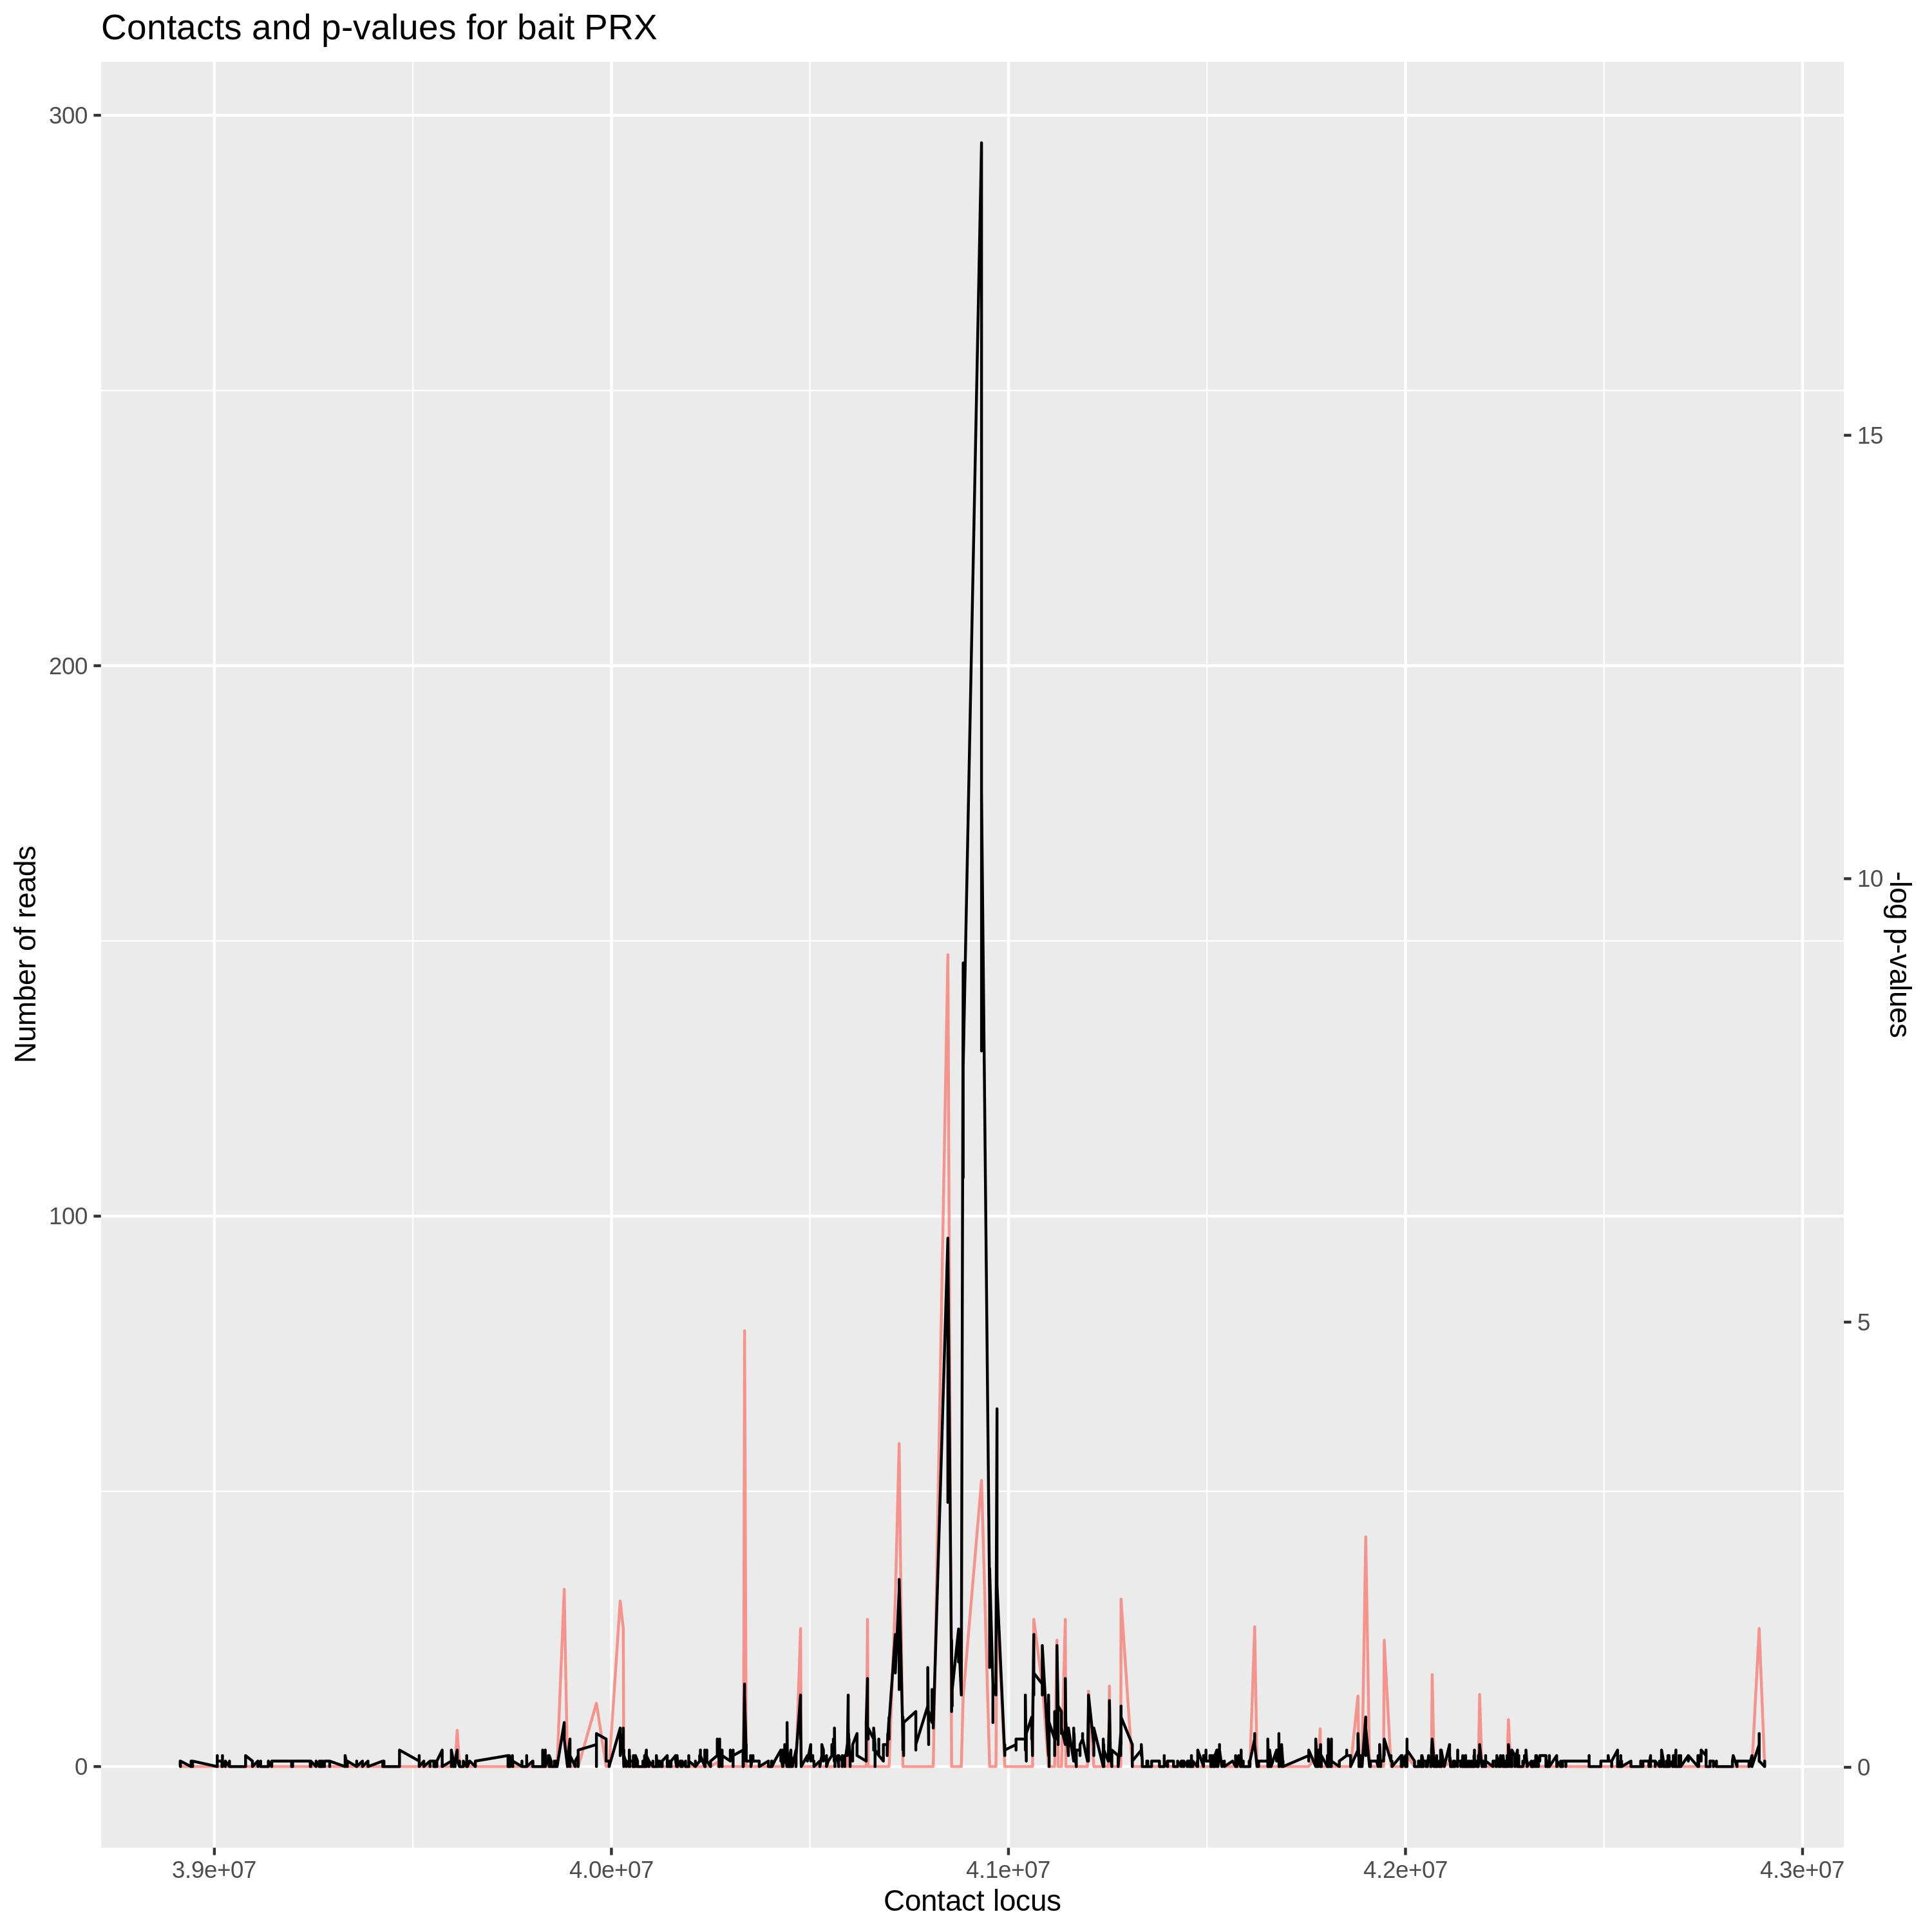 Contacts and p-values for bait PRX
300
200
100
0
Number of reads
15
10
5
0
-log p-values
3.9e+07 4.0e+07 4.1e+07 4.2e+07 4.3e+07
Contact locus